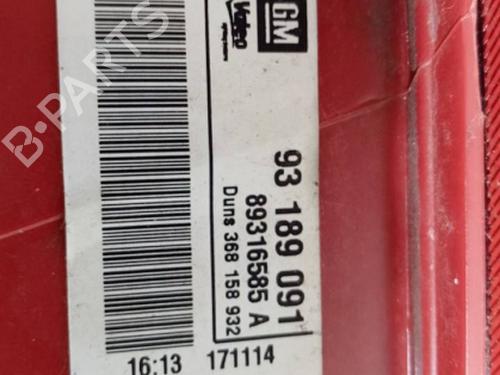 GM
Valeo
93 189 091
89316585 A
Duns 368 158 932
16:13 171114
B-PARTS